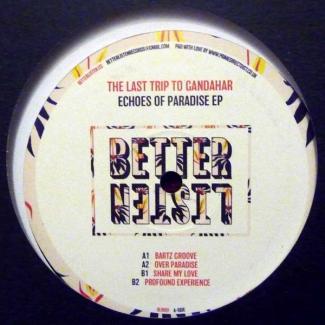 THE LAST TRIP TO GANDAHAR
ECHOES OF PARADISE EP
BETTER
LISTEN
A1 BARTZ GROOVE
A2 OVER PARADISE
B1 SHARE MY LOVE
B2 PROFOUND EXPERIENCE